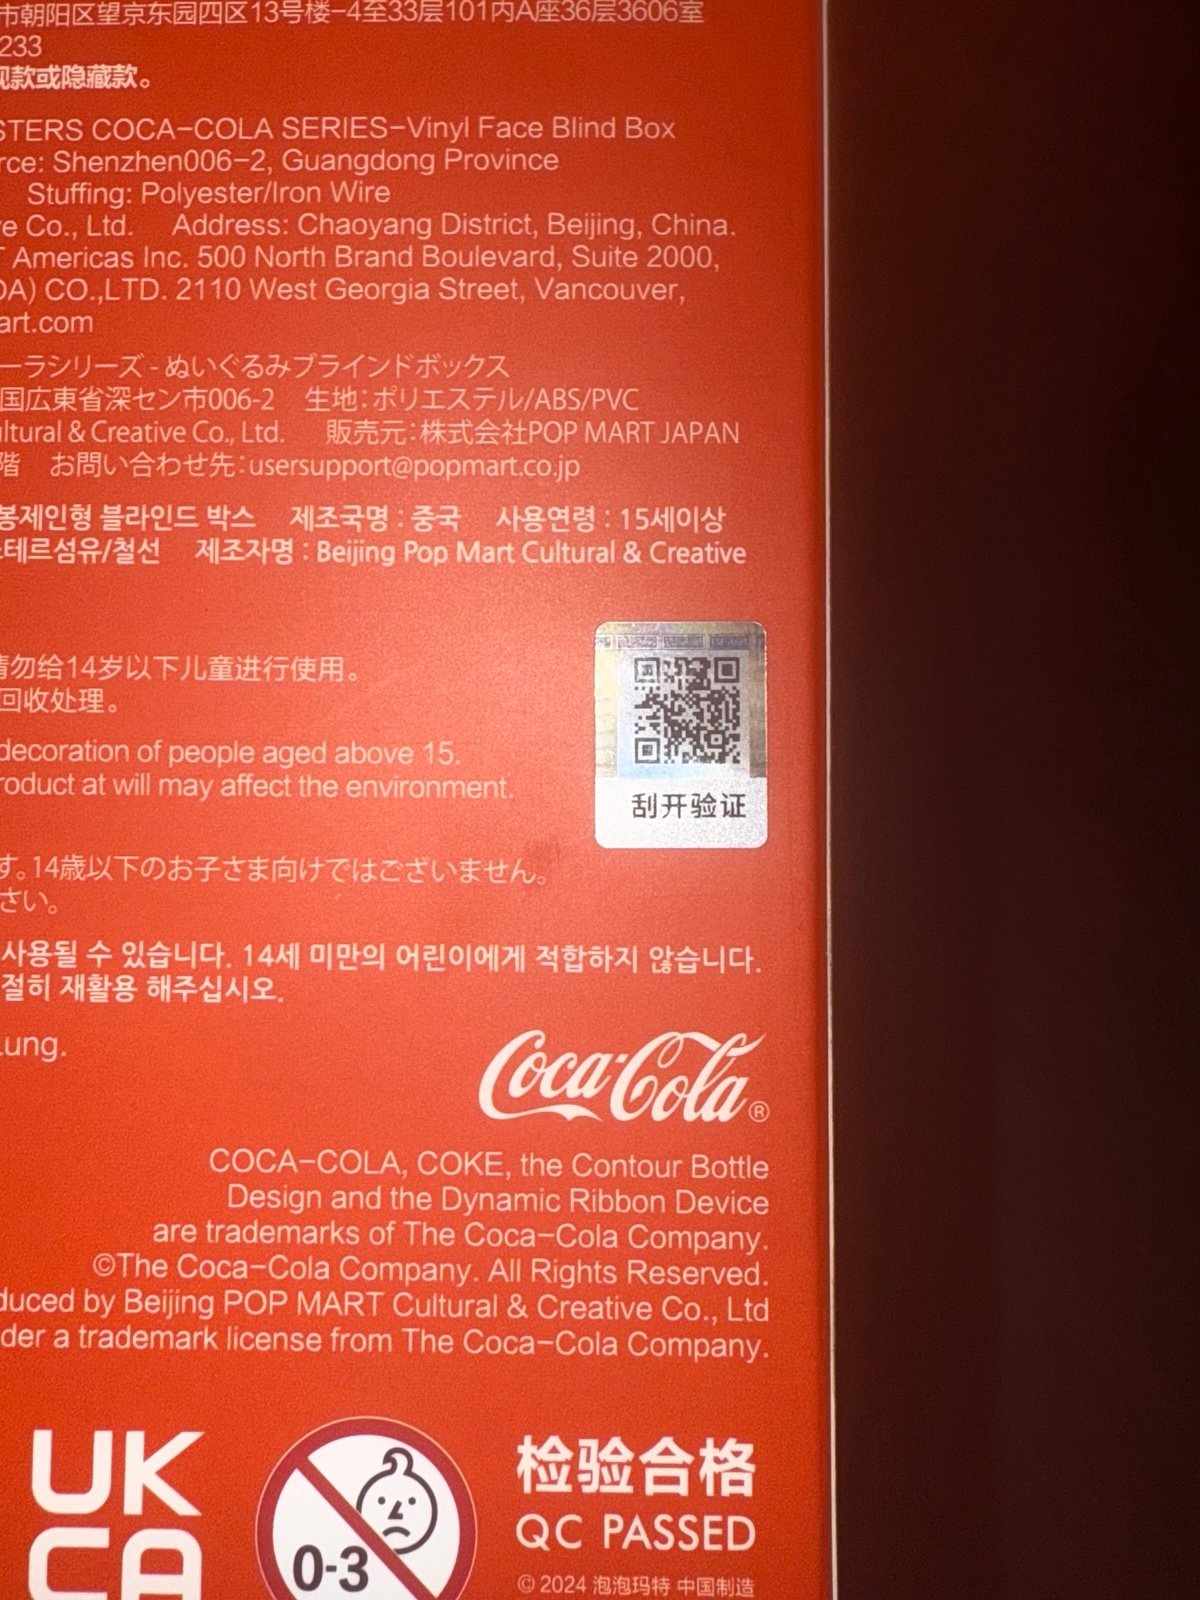 市朝阳区望京东园四区13号楼-4至33层101内A座36层3606室
233
款或隐藏款。
STERS COCA-COLA SERIES-Vinyl Face Blind Box
rce: Shenzhen006-2, Guangdong Province
Stuffing: Polyester/Iron Wire
e Co., Ltd. Address: Chaoyang District, Beijing, China.
T Americas Inc. 500 North Brand Boulevard, Suite 2000,
DA) CO.,LTD. 2110 West Georgia Street, Vancouver,
art.com
ーラシリーズ - ぬいぐるみブラインドボックス
国広東省深セン市006-2 生地：ポリエステル/ABS/PVC
ultural & Creative Co., Ltd. 販売元：株式会社POP MART JAPAN
階 お問い合わせ先：usersupport@popmart.co.jp
봉제인형 블라인드 박스 제조국명 : 중국 사용연령 : 15세이상
테르섬유/철선 제조자명 : Beijing Pop Mart Cultural & Creative
请勿给14岁以下儿童进行使用。
回收处理。
decoration of people aged above 15.
roduct at will may affect the environment.
刮开验证
す。14歳以下のお子さま向けではございません。
さい。
사용될 수 있습니다. 14세 미만의 어린이에게 적합하지 않습니다.
절히 재활용 해주십시오.
Lung.
Coca-Cola®
COCA-COLA, COKE, the Contour Bottle
Design and the Dynamic Ribbon Device
are trademarks of The Coca-Cola Company.
©The Coca-Cola Company. All Rights Reserved.
duced by Beijing POP MART Cultural & Creative Co., Ltd
der a trademark license from The Coca-Cola Company.
UK
CA
0-3
检验合格
QC PASSED
© 2024 泡泡玛特 中国制造